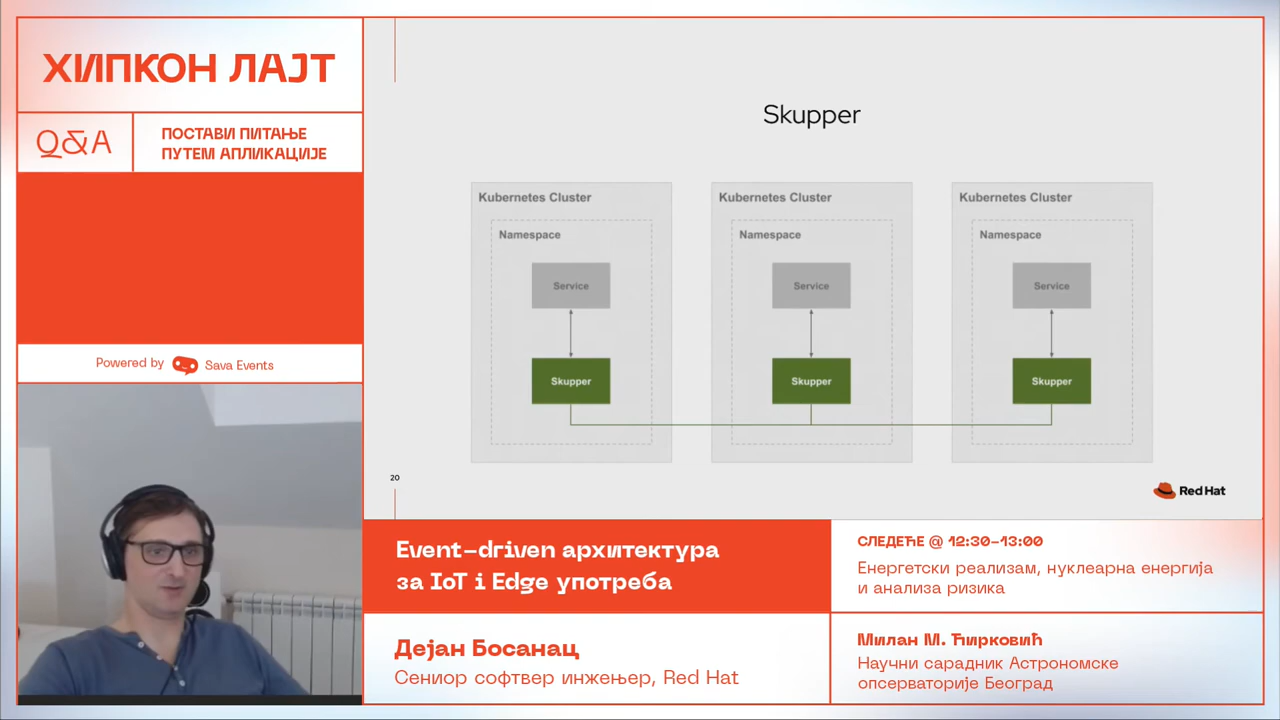 ХИПКОН ЛАЈТ
Q&A
ПОСТАВИ ПИТАЊЕ
ПУТЕМ АПЛИКАЦИЈЕ
Powered by Sava Events
Skupper
Kubernetes Cluster
Namespace
Service
Skupper
Kubernetes Cluster
Namespace
Service
Skupper
Kubernetes Cluster
Namespace
Service
Skupper
20
Red Hat
Event-driven архитектура
за IoT i Edge употреба
Дејан Босанац
Сениор софтвер инжењер, Red Hat
СЛЕДЕЋЕ @ 12:30-13:00
Енергетски реализам, нуклеарна енергија
и анализа ризика
Милан М. Ћирковић
Научни сарадник Астрономске
опсерваторије Београд